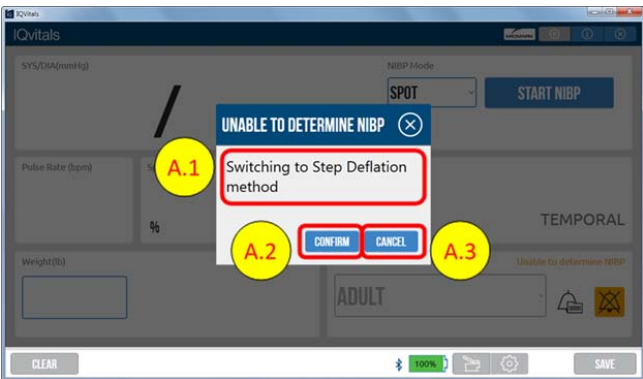 IQVitals
IQvitals
SYS/DIA(mmHg)
NIBP Mode
/
SPOT
START NIBP
UNABLE TO DETERMINE NIBP
Pulse Rate (bpm)
A.1
Switching to Step Deflation
method
%
TEMPORAL
A.2
CONFIRM
CANCEL
A.3
Weight(lb)
Unable to determine NIBP
ADULT
CLEAR
100%
SAVE